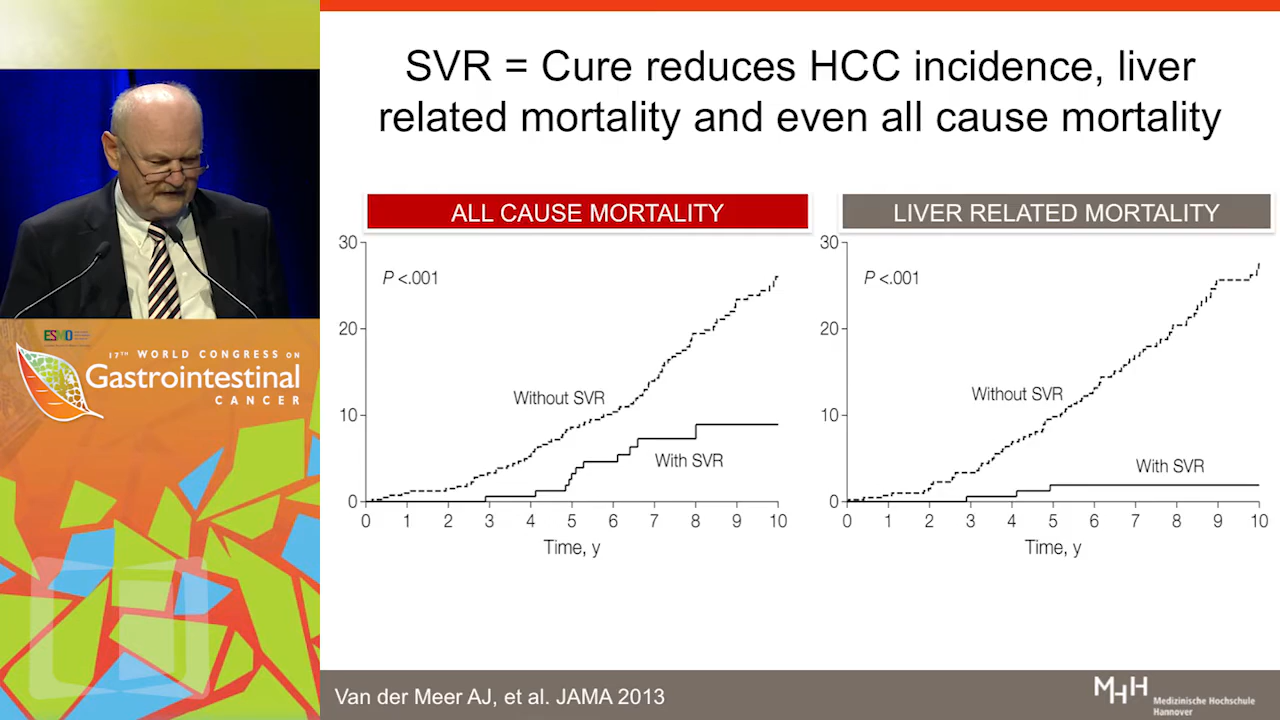 SVR = Cure reduces HCC incidence, liver
related mortality and even all cause mortality
ALL CAUSE MORTALITY
30
20
10
0
P <.001
Without SVR
With SVR
0 1 2 3 4 5 6 7 8 9 10
Time, y
LIVER RELATED MORTALITY
30
20
10
0
P <.001
Without SVR
With SVR
0 1 2 3 4 5 6 7 8 9 10
Time, y
Van der Meer AJ, et al. JAMA 2013
MHH
Medizinische Hochschule
Hannover
ESMO
17TH WORLD CONGRESS ON
Gastrointestinal
CANCER